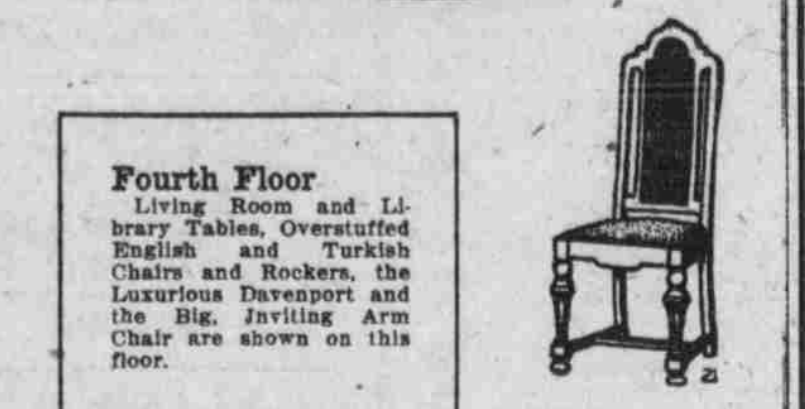 Fourth Floor
Living Room and Li-
brary Tables, Overstuffed
English and Turkish
Chairs and Rockers, the
Luxurious Davenport and
the Big, Jnviting Arm
Chair are shown on this
floor.
21